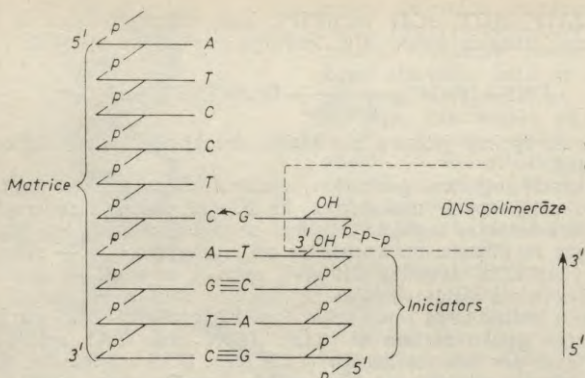 p
5' A
p
T
p
C
p
C
p
Matrice T
p OH DNS polimerāze
C G
p 3' OH p-p-p
A≡T 3'
p p
G≡C Iniciators
p p
T=A
p p
3' C≡G 5' 5'
p